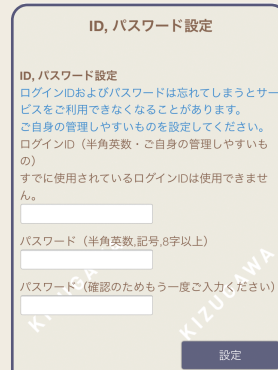 ID, パスワード設定
ID, パスワード設定
ログインIDおよびパスワードは忘れてしまうとサー
ビスをご利用できなくなることがあります。
ご自身の管理しやすいものを設定してください。
ログインID（半角英数・ご自身の管理しやすいも
の）
すでに使用されているログインIDは使用できませ
ん。
パスワード（半角英数,記号,8字以上）
パスワード（確認のためもう一度ご入力ください）
KIZUGAWA
設定